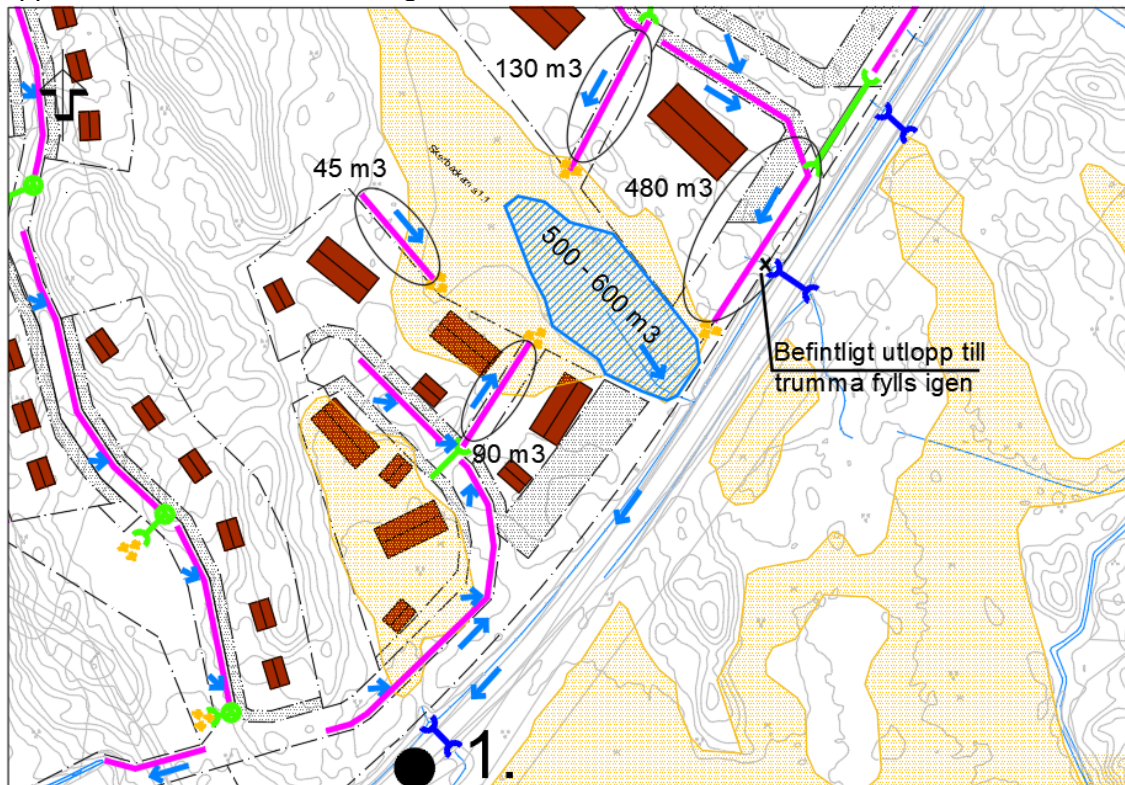 130 m3
45 m3
480 m3
500 - 600 m3
Befintligt utlopp till
trumma fylls igen
90 m3
1.